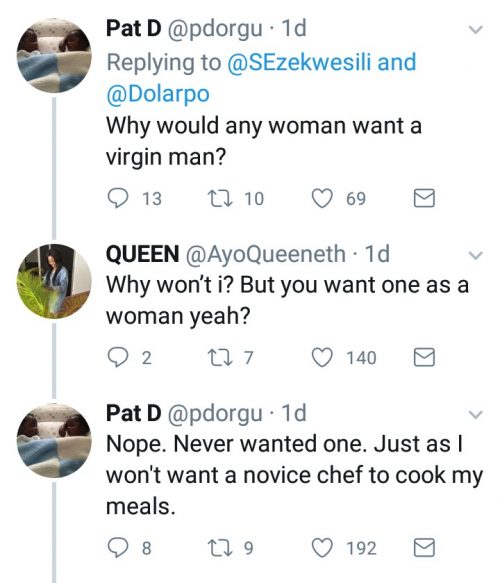 Pat D @pdorgu · 1d
Replying to @SEzekwesili and
@Dolarpo
Why would any woman want a
virgin man?
13 10 69
QUEEN @AyoQueeneth · 1d
Why won't i? But you want one as a
woman yeah?
2 7 140
Pat D @pdorgu · 1d
Nope. Never wanted one. Just as I
won't want a novice chef to cook my
meals.
8 9 192